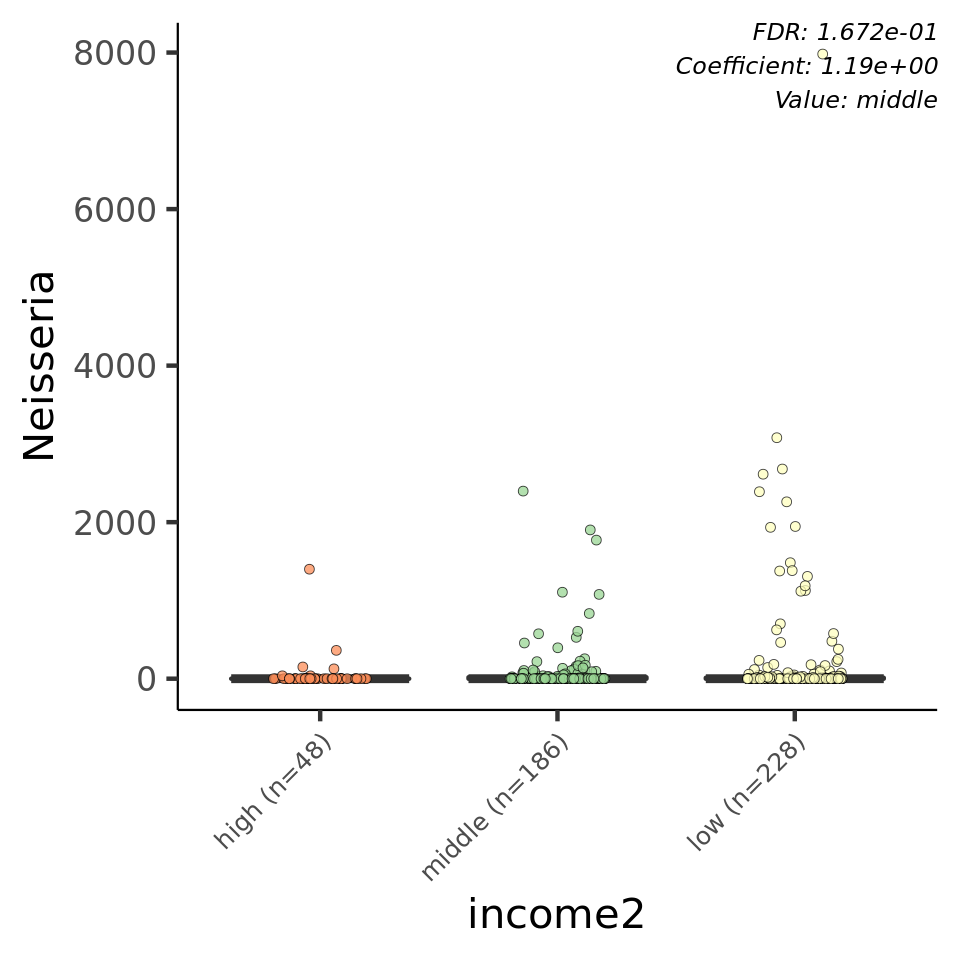 FDR: 1.672e-01
Coefficient: 1.19e+00
Value: middle
8000
6000
4000
2000
0
Neisseria
high (n=48)
middle (n=186)
low (n=228)
income2